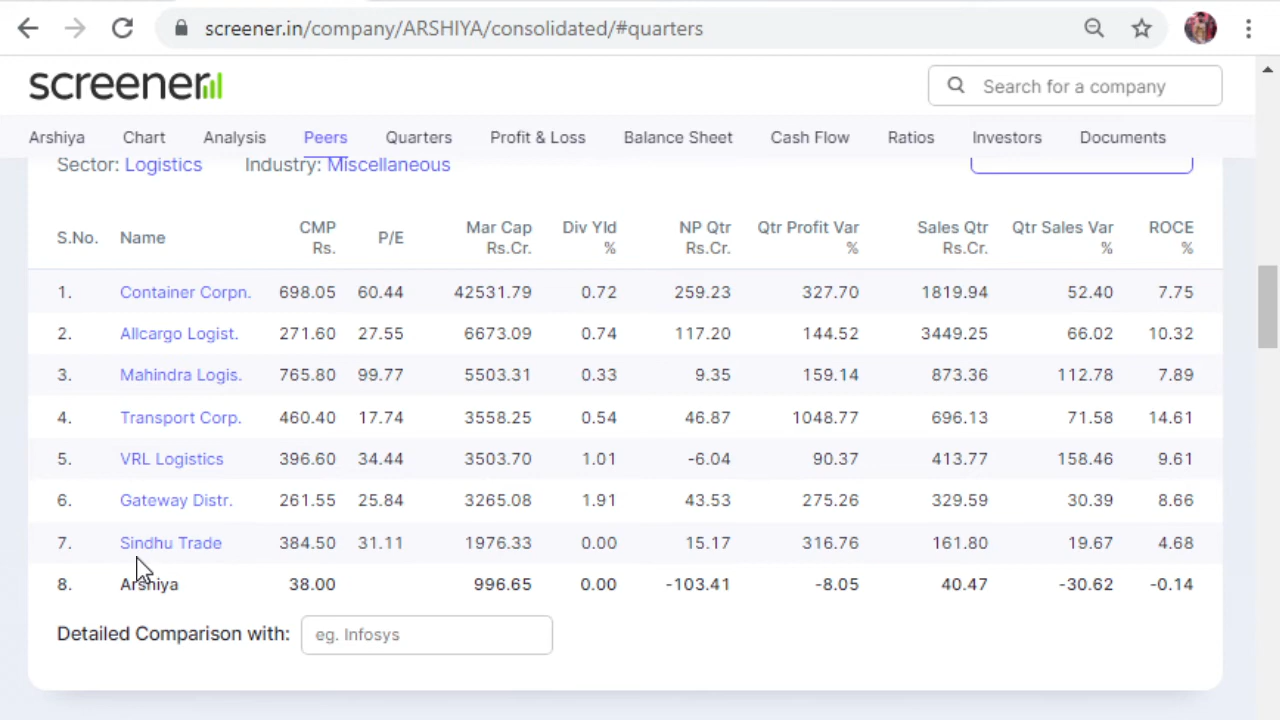 screener.in/company/ARSHIYA/consolidated/#quarters
screener
Search for a company
Arshiya Chart Analysis Peers Quarters Profit & Loss Balance Sheet Cash Flow Ratios Investors Documents
Sector: Logistics Industry: Miscellaneous
S.No. Name CMP Rs. P/E Mar Cap Rs.Cr. Div Yld % NP Qtr Rs.Cr. Qtr Profit Var % Sales Qtr Rs.Cr. Qtr Sales Var % ROCE %
1. Container Corpn. 698.05 60.44 42531.79 0.72 259.23 327.70 1819.94 52.40 7.75
2. Allcargo Logist. 271.60 27.55 6673.09 0.74 117.20 144.52 3449.25 66.02 10.32
3. Mahindra Logis. 765.80 99.77 5503.31 0.33 9.35 159.14 873.36 112.78 7.89
4. Transport Corp. 460.40 17.74 3558.25 0.54 46.87 1048.77 696.13 71.58 14.61
5. VRL Logistics 396.60 34.44 3503.70 1.01 -6.04 90.37 413.77 158.46 9.61
6. Gateway Distr. 261.55 25.84 3265.08 1.91 43.53 275.26 329.59 30.39 8.66
7. Sindhu Trade 384.50 31.11 1976.33 0.00 15.17 316.76 161.80 19.67 4.68
8. Arshiya 38.00 996.65 0.00 -103.41 -8.05 40.47 -30.62 -0.14
Detailed Comparison with: eg. Infosys